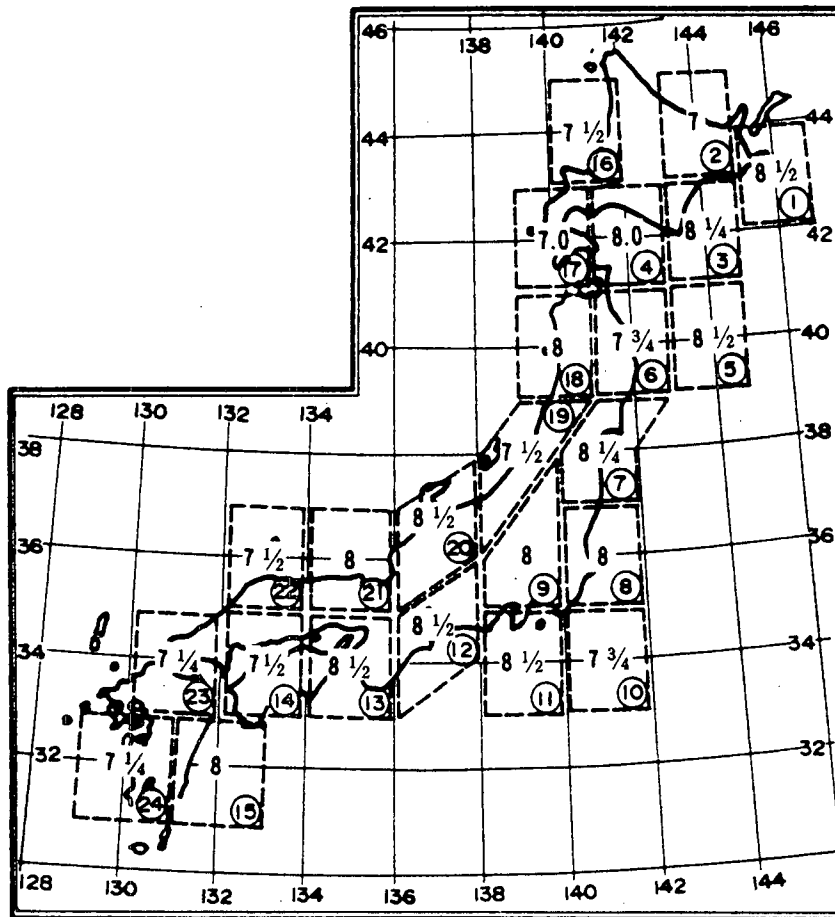 46 138 140 142 144 146
44 7 ½ 7 44
16 2 8 ½
1
42 7.0 8.0 8 ¼ 42
17 4 3
40 8 7 ¾ 8 ½ 40
18 6 5
128 130 132 134
19
38 7 ½ 8 ¼ 38
7
8 ½
36 7 ½ 8 20 8 8 36
22 21 9 8
34 7 ¼ 7 ½ 8 ½ 8 ½ 8 ½ 7 ¾ 34
12
23 14 13 11 10
32 7 ¼ 8 32
24 15
128 130 132 134 136 138 140 142 144